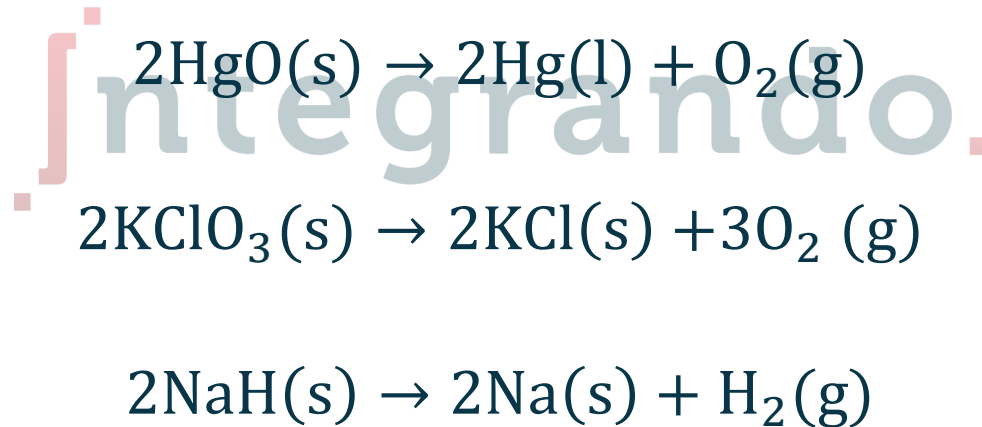 2HgO(s) → 2Hg(l) + O₂(g)
ntegrando.
2KClO₃(s) → 2KCl(s) +3O₂ (g)
2NaH(s) → 2Na(s) + H₂(g)